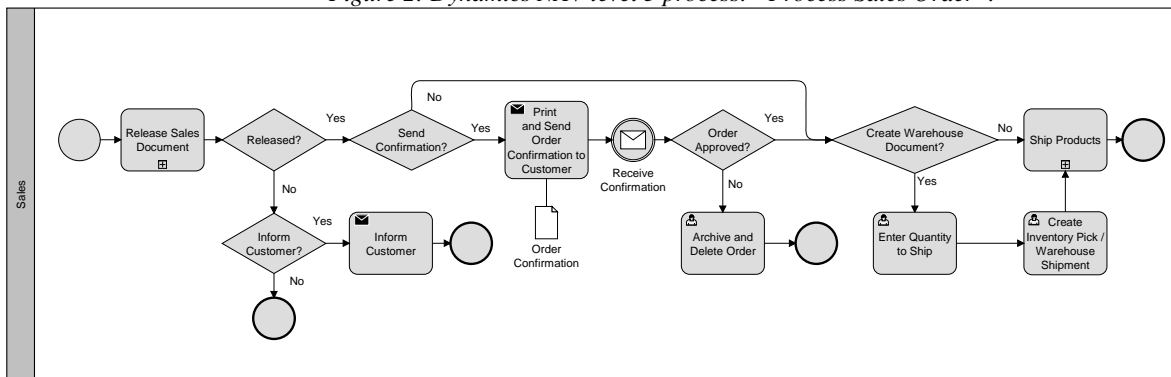 Figure 2: Dynamics NAV level 3 process: "Process Sales Order".
Sales
Release Sales
Document
Released?
Yes
No
Send
Confirmation?
No
Yes
Print
and Send
Order
Confirmation to
Customer
Order
Confirmation
Receive
Confirmation
Order
Approved?
Yes
No
Archive and
Delete Order
Create Warehouse
Document?
No
Yes
Enter Quantity
to Ship
Create
Inventory Pick /
Warehouse
Shipment
Ship Products
Inform
Customer?
Yes
No
Inform
Customer